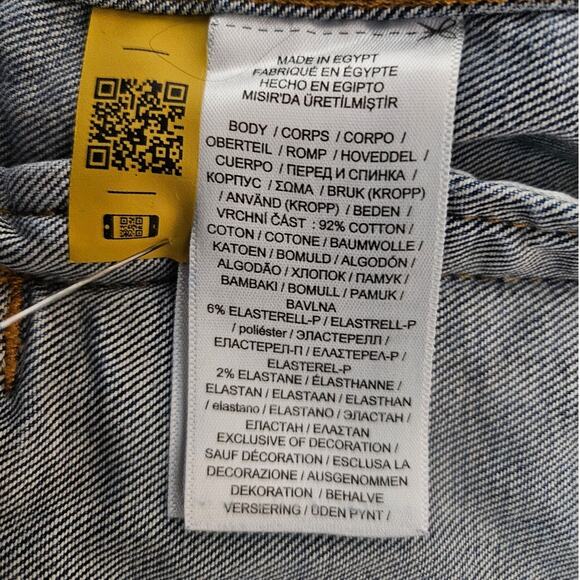 MADE IN EGYPT
FABRIQUÉ EN ÉGYPTE
HECHO EN EGIPTO
MISIR'DA ÜRETİLMİŞTİR
BODY / CORPS / CORPO /
OBERTEIL / ROMP / HOVEDDEL /
CUERPO / ПЕРЕД И СПИНКА /
КОРПУС / ΣΩΜΑ / BRUK (KROPP)
/ ANVÄND (KROPP) / BEDEN /
VRCHNÍ ČÁST : 92% COTTON /
COTON / COTONE / BAUMWOLLE /
KATOEN / BOMULD / ALGODÓN /
ALGODÃO / ХЛОПОК / ПАМУК /
BAMBAKI / BOMULL / PAMUK /
BAVLNA
6% ELASTERELL-P / ELASTRELL-P
/ poliéster / ЭЛАСТЕРЕЛЛ /
ЕЛАСТЕРЕЛ-П / ΕΛΑΣΤΕΡΕΛ-Ρ /
ELASTEREL-P
2% ELASTANE / ÉLASTHANNE /
ELASTAN / ELASTAAN / ELASTHAN
/ elastano / ELASTANO / ЭЛАСТАН /
ЕЛАСТАН / ΕΛΑΣΤΑΝ
EXCLUSIVE OF DECORATION /
SAUF DÉCORATION / ESCLUSA LA
DECORAZIONE / AUSGENOMMEN
DEKORATION / BEHALVE
VERSIERING / UDEN PYNT /